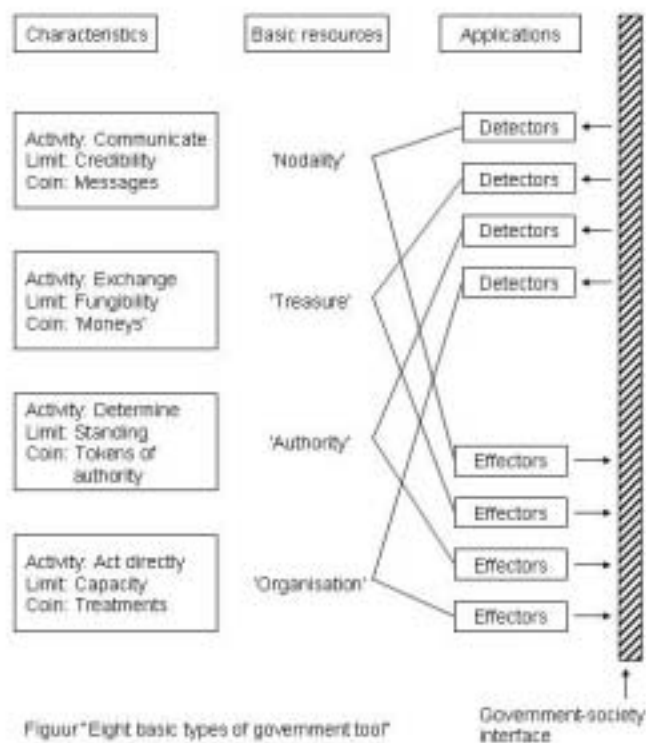 Characteristics
Basic resources
Applications
Activity: Communicate
Limit: Credibility
Coin: Messages
'Nodality'
Detectors
Detectors
Detectors
Detectors
Activity: Exchange
Limit: Fungibility
Coin: 'Moneys'
'Treasure'
Activity: Determine
Limit: Standing
Coin: Tokens of
authority
'Authority'
Effectors
Effectors
Effectors
Effectors
Activity: Act directly
Limit: Capacity
Coin: Treatments
'Organisation'
Figuur "Eight basic types of government tool"
Government-society
interface